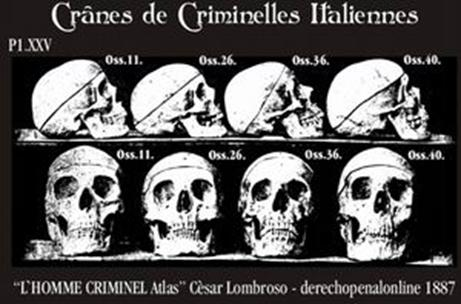 Crânes de Criminelles Italiennes
P1.XXV
Oss.11. Oss.26. Oss.36. Oss.40.
Oss.11. Oss.26. Oss.36. Oss.40.
“L`HOMME CRIMINEL Atlas” Cèsar Lombroso - derechopenalonline 1887